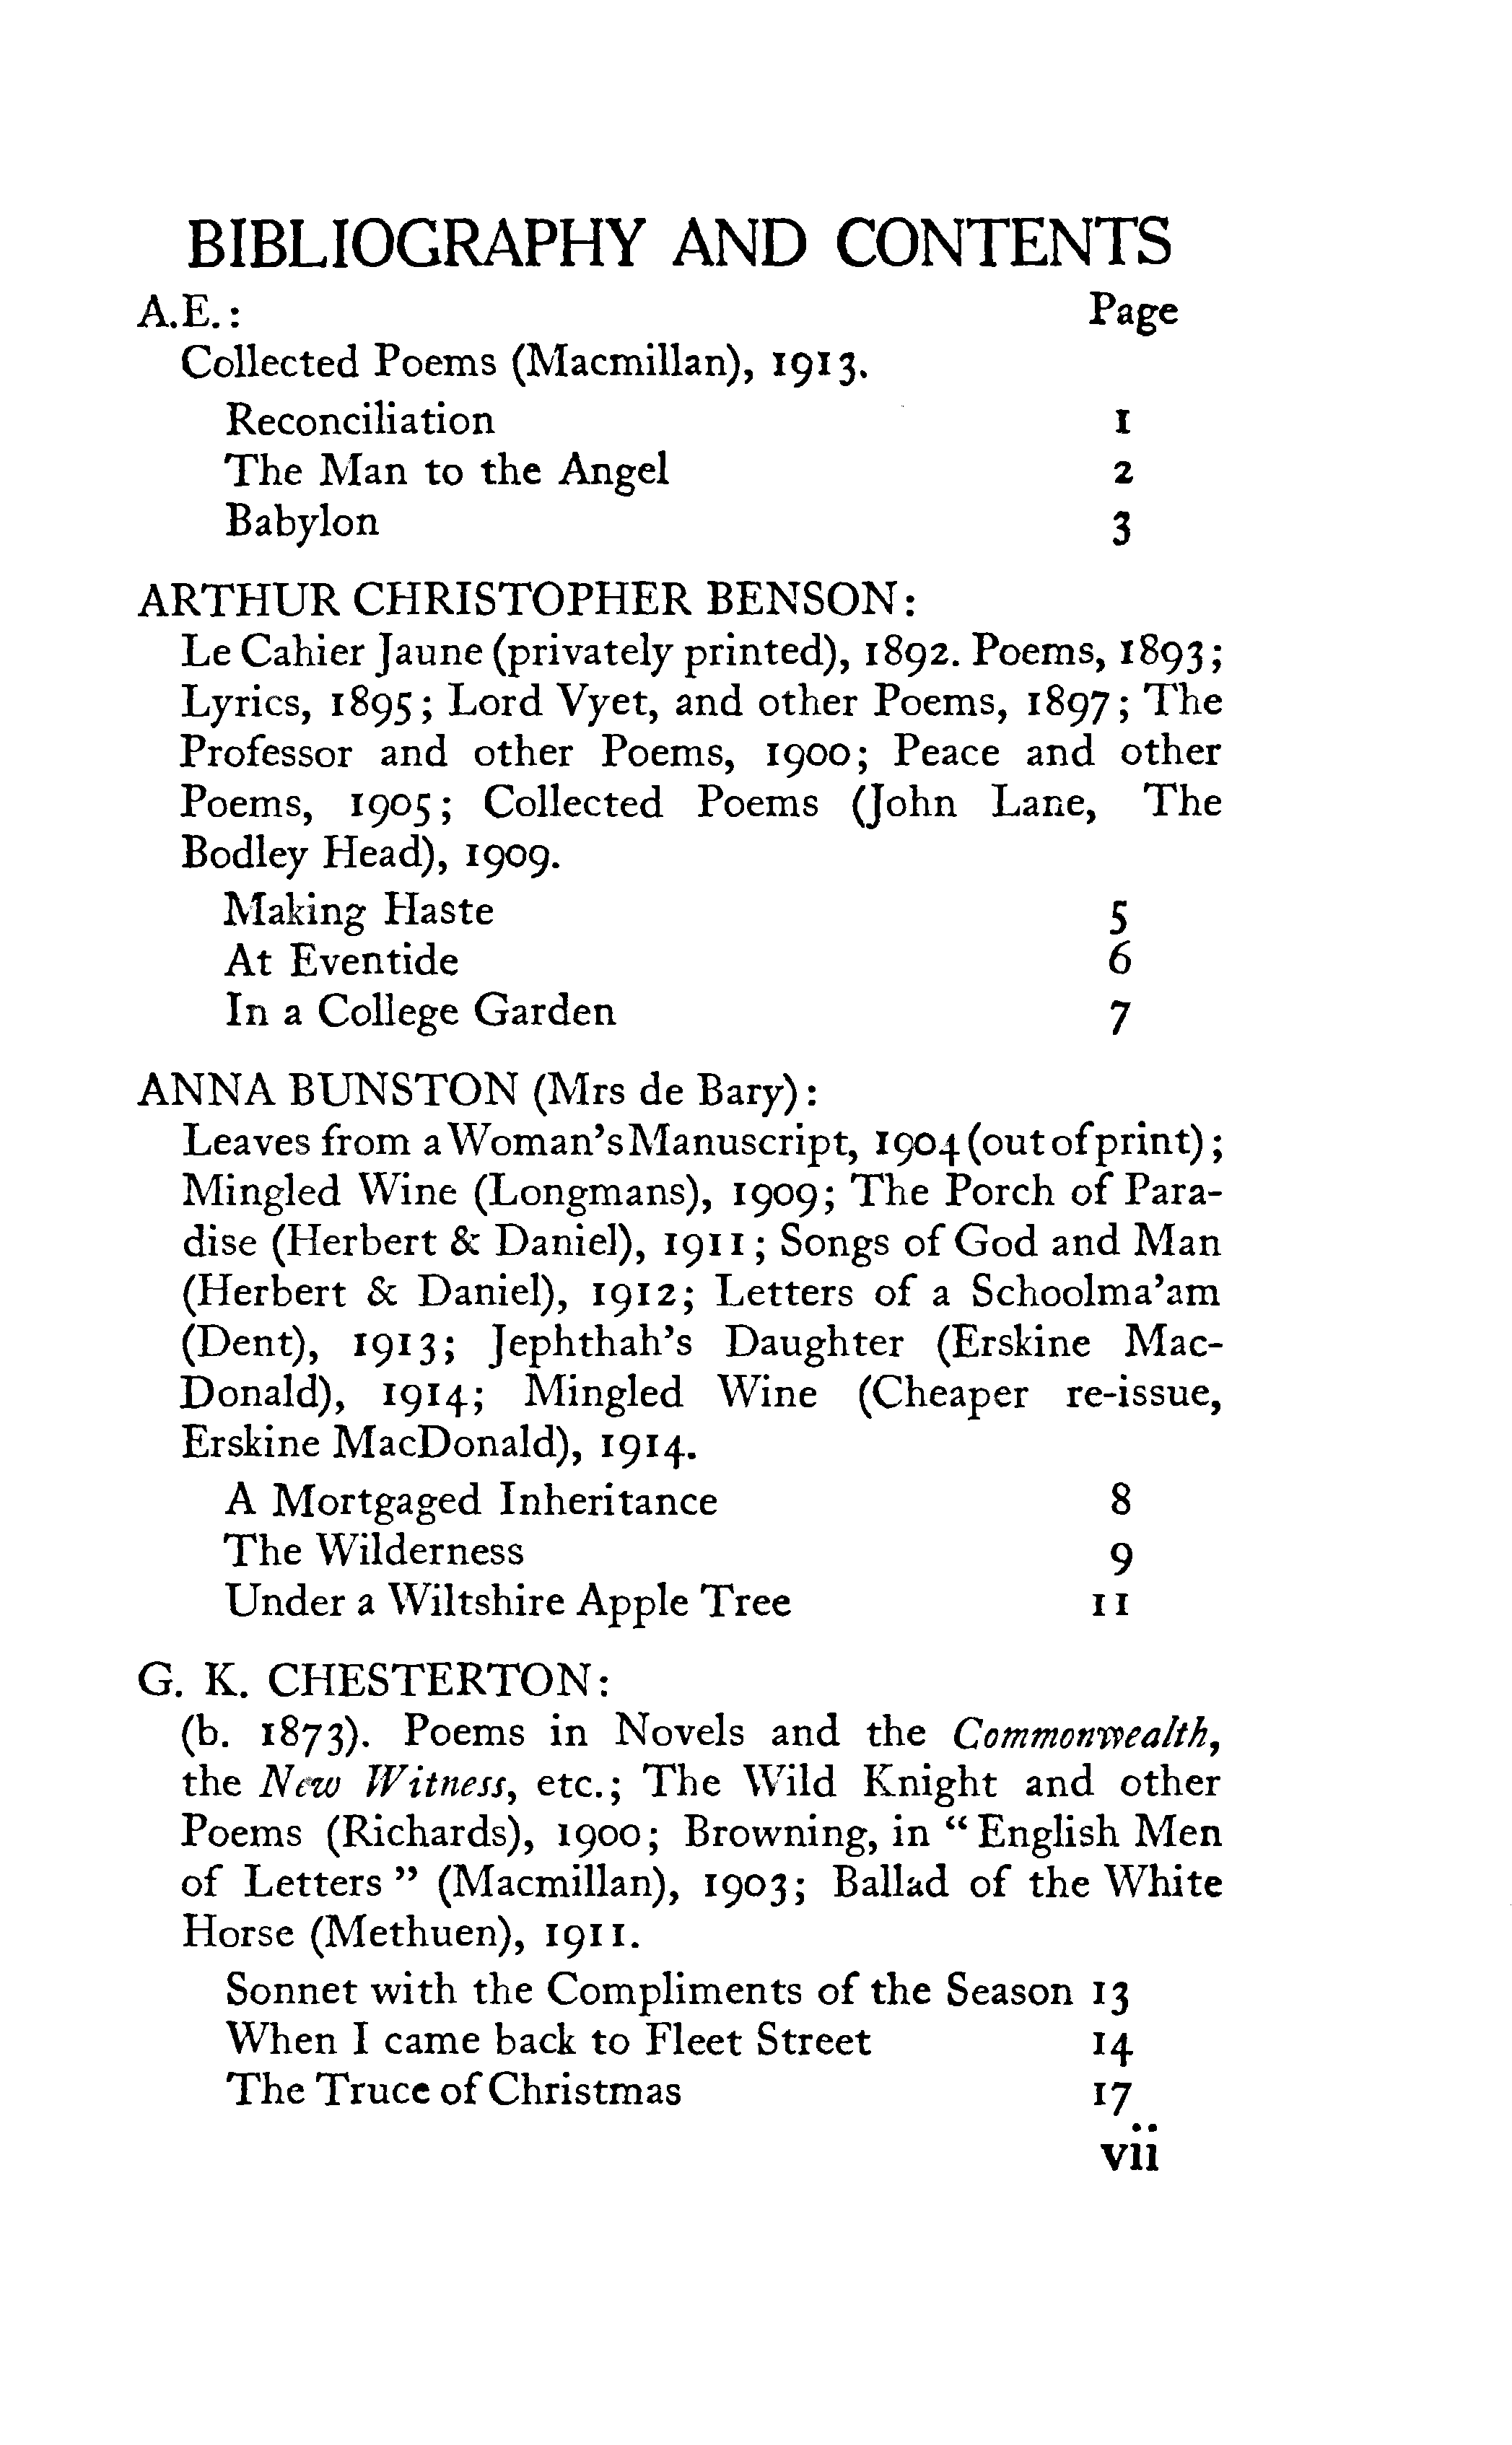 BIBLIOGRAPHY AND CONTENTS
A.E.: Page
Collected Poems (Macmillan), 1913.
Reconciliation 1
The Man to the Angel 2
Babylon 3
ARTHUR CHRISTOPHER BENSON:
Le Cahier Jaune (privately printed), 1892. Poems, 1893;
Lyrics, 1895; Lord Vyet, and other Poems, 1897; The
Professor and other Poems, 1900; Peace and other
Poems, 1905; Collected Poems (John Lane, The
Bodley Head), 1909.
Making Haste 5
At Eventide 6
In a College Garden 7
ANNA BUNSTON (Mrs de Bary):
Leaves from a Woman's Manuscript, 1904 (out of print);
Mingled Wine (Longmans), 1909; The Porch of Para-
dise (Herbert & Daniel), 1911; Songs of God and Man
(Herbert & Daniel), 1912; Letters of a Schoolma'am
(Dent), 1913; Jephthah's Daughter (Erskine Mac-
Donald), 1914; Mingled Wine (Cheaper re-issue,
Erskine MacDonald), 1914.
A Mortgaged Inheritance 8
The Wilderness 9
Under a Wiltshire Apple Tree 11
G. K. CHESTERTON:
(b. 1873). Poems in Novels and the Commonwealth,
the New Witness, etc.; The Wild Knight and other
Poems (Richards), 1900; Browning, in "English Men
of Letters" (Macmillan), 1903; Ballad of the White
Horse (Methuen), 1911.
Sonnet with the Compliments of the Season 13
When I came back to Fleet Street 14
The Truce of Christmas 17
vii